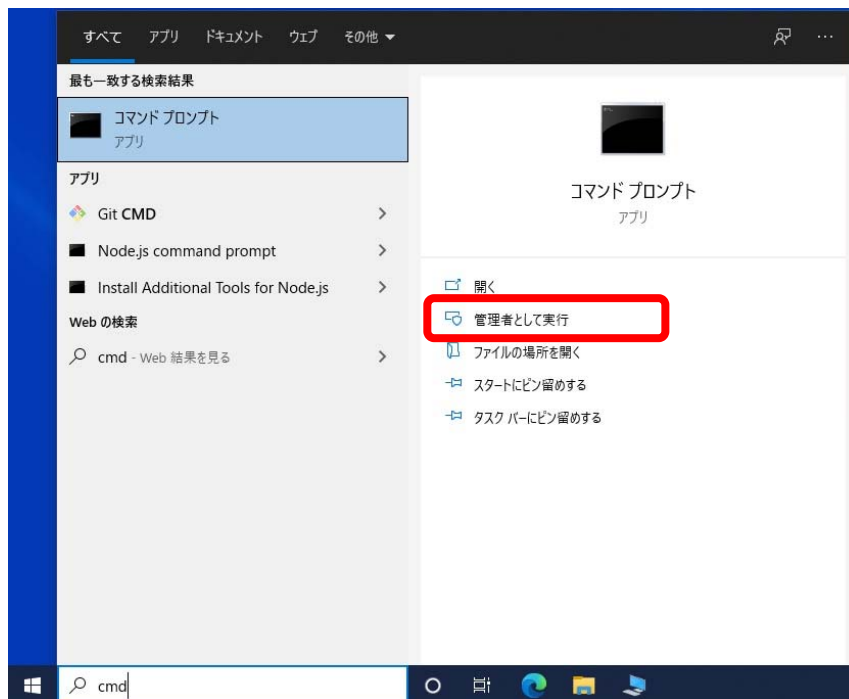 すべて アプリ ドキュメント ウェブ その他 ▼ …
最も一致する検索結果
コマンド プロンプト
アプリ
アプリ
Git CMD
Node.js command prompt
Install Additional Tools for Node.js
Web の検索
cmd - Web 結果を見る
コマンド プロンプト
アプリ
開く
管理者として実行
ファイルの場所を開く
スタートにピン留めする
タスク バーにピン留めする
cmd